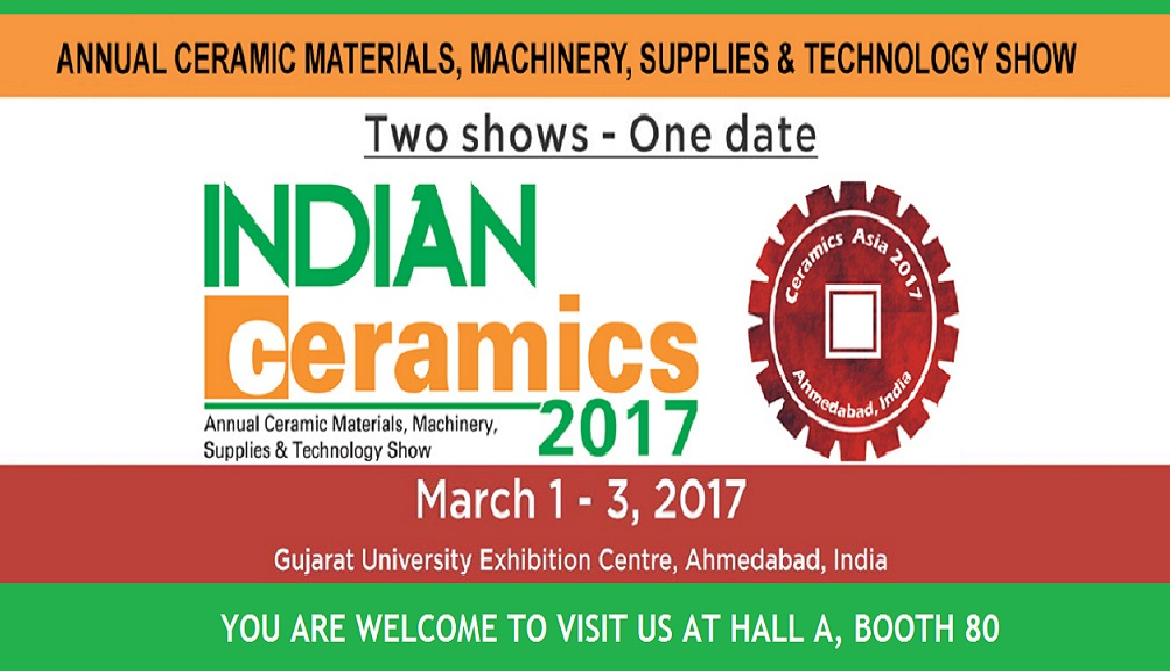 ANNUAL CERAMIC MATERIALS, MACHINERY, SUPPLIES & TECHNOLOGY SHOW
Two shows - One date
INDIAN
ceramics
2017
Annual Ceramic Materials, Machinery,
Supplies & Technology Show
Ceramics Asia 2017
Ahmedabad, India
March 1 - 3, 2017
Gujarat University Exhibition Centre, Ahmedabad, India
YOU ARE WELCOME TO VISIT US AT HALL A, BOOTH 80